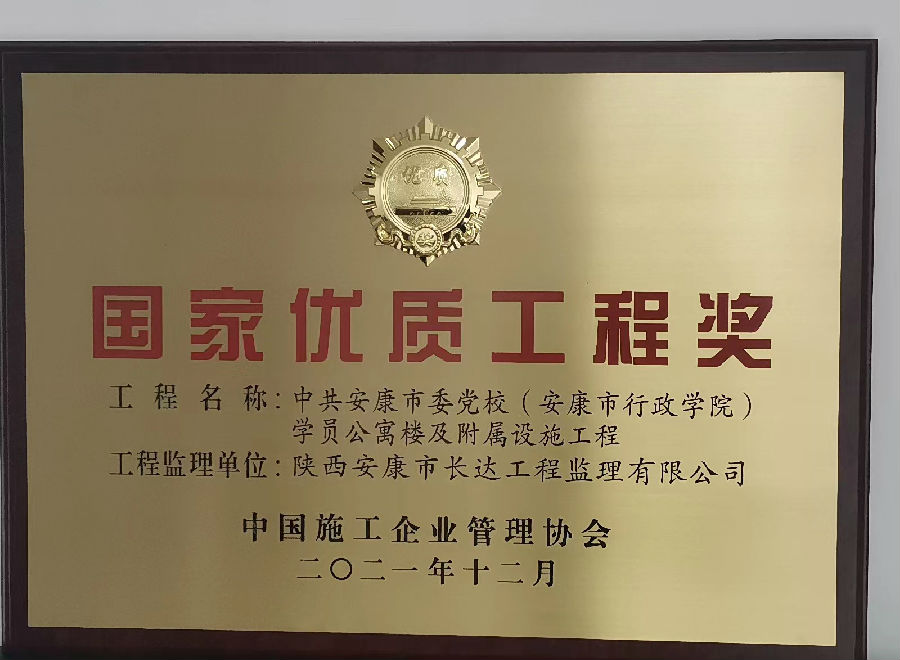 优质
国家优质工程奖
工程名称：中共安康市委党校（安康市行政学院）
学员公寓楼及附属设施工程
工程监理单位：陕西安康市长达工程监理有限公司
中国施工企业管理协会
二〇二一年十二月